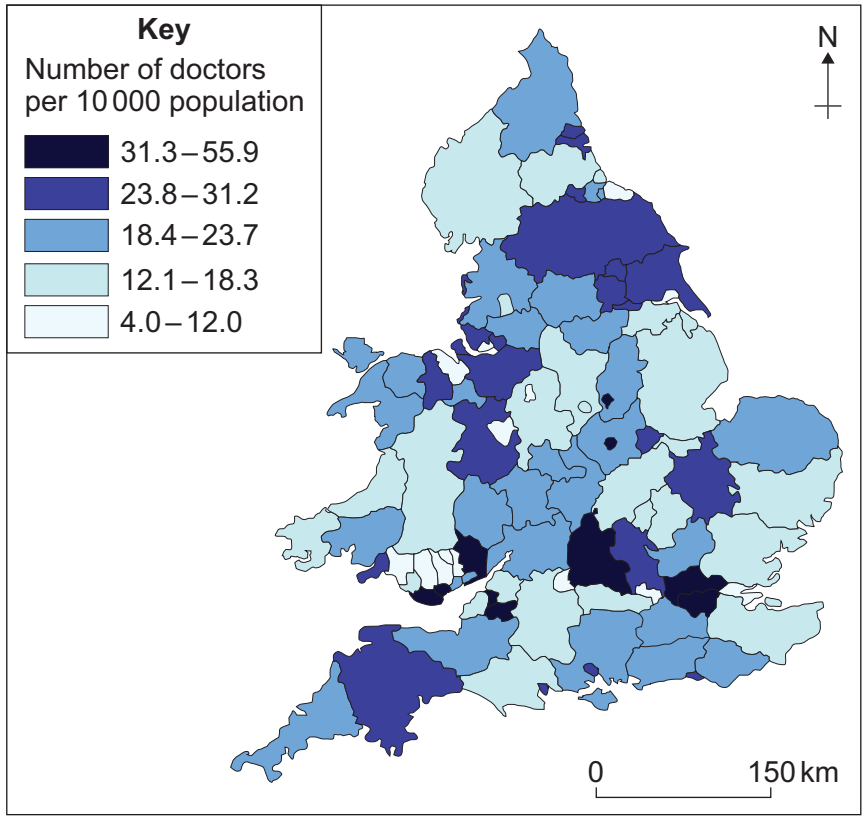 Key
Number of doctors
per 10 000 population
31.3–55.9
23.8–31.2
18.4–23.7
12.1–18.3
4.0–12.0
N
0 150 km